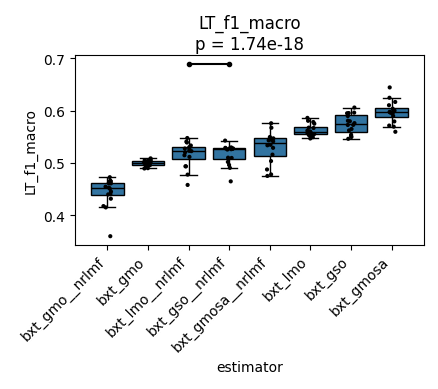 LT_f1_macro
p = 1.74e-18
LT_f1_macro
0.7
0.6
0.5
0.4
bxt_gmo__nrlmf
bxt_gmo
bxt_lmo__nrlmf
bxt_gso__nrlmf
bxt_gmosa__nrlmf
bxt_lmo
bxt_gso
bxt_gmosa
estimator